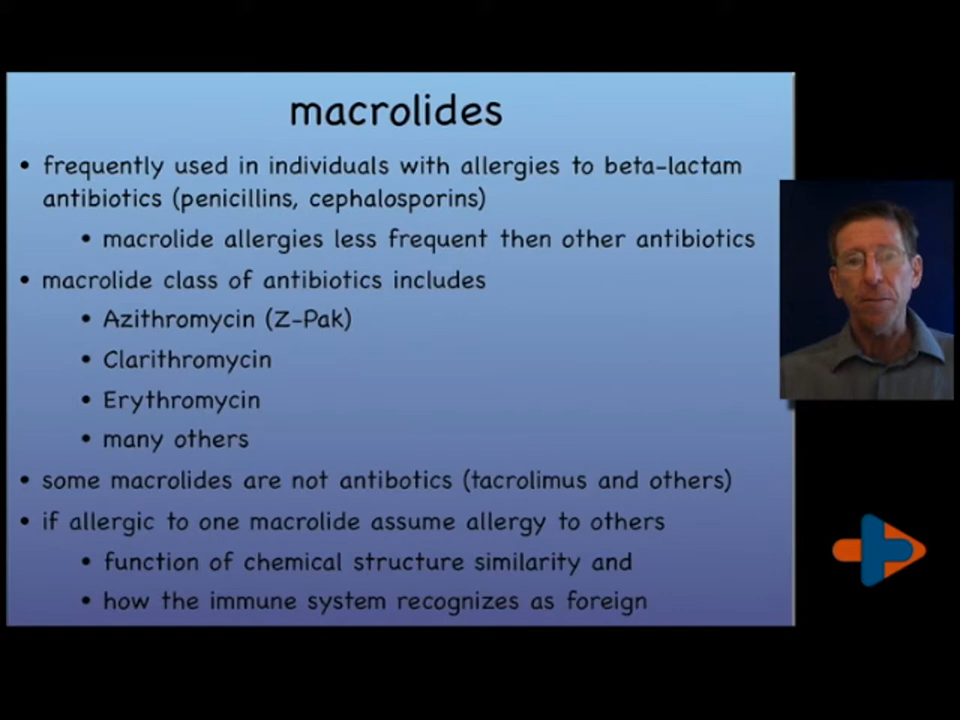 macrolides
• frequently used in individuals with allergies to beta-lactam
antibiotics (penicillins, cephalosporins)
• macrolide allergies less frequent then other antibiotics
• macrolide class of antibiotics includes
• Azithromycin (Z-Pak)
• Clarithromycin
• Erythromycin
• many others
• some macrolides are not antibotics (tacrolimus and others)
• if allergic to one macrolide assume allergy to others
• function of chemical structure similarity and
• how the immune system recognizes as foreign